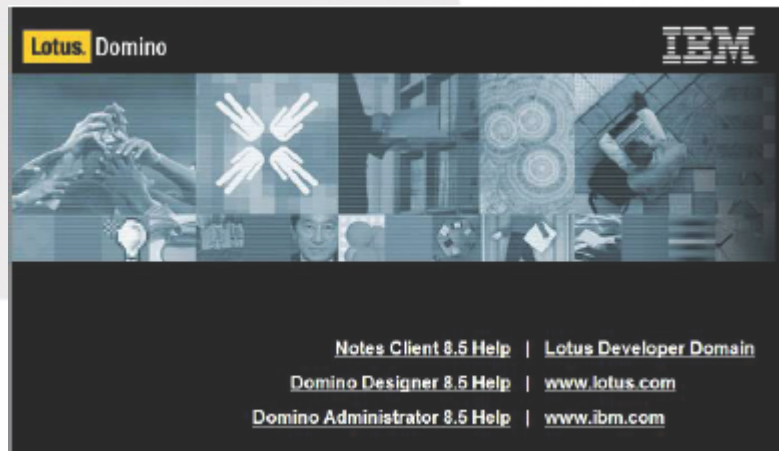 Lotus. Domino
IBM
Notes Client 8.5 Help | Lotus Developer Domain
Domino Designer 8.5 Help | www.lotus.com
Domino Administrator 8.5 Help | www.ibm.com